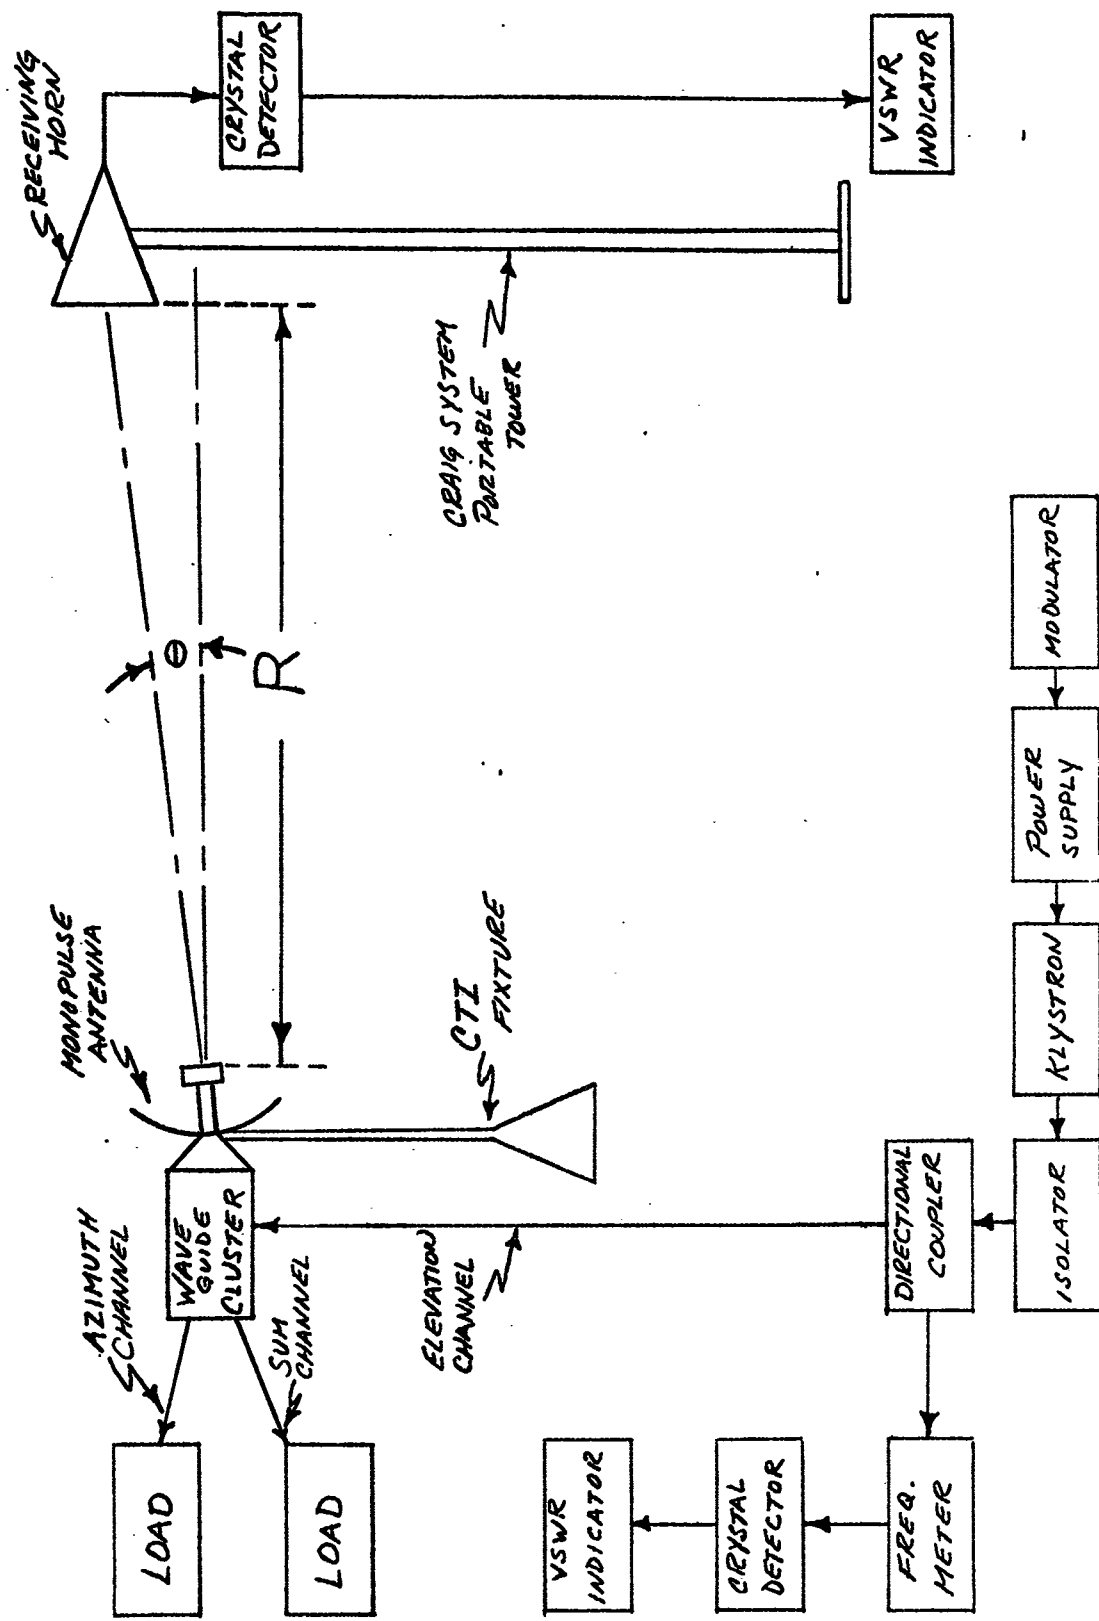 RECEIVING
HORN
CRYSTAL
DETECTOR
VSWR
INDICATOR
CRAIG SYSTEM
PORTABLE
TOWER
θ
R
MONOPULSE
ANTENNA
CTI
FIXTURE
AZIMUTH
CHANNEL
WAVE
GUIDE
CLUSTER
SUM
CHANNEL
ELEVATION
CHANNEL
LOAD
LOAD
MODULATOR
POWER
SUPPLY
KLYSTRON
ISOLATOR
DIRECTIONAL
COUPLER
FREQ.
METER
CRYSTAL
DETECTOR
VSWR
INDICATOR